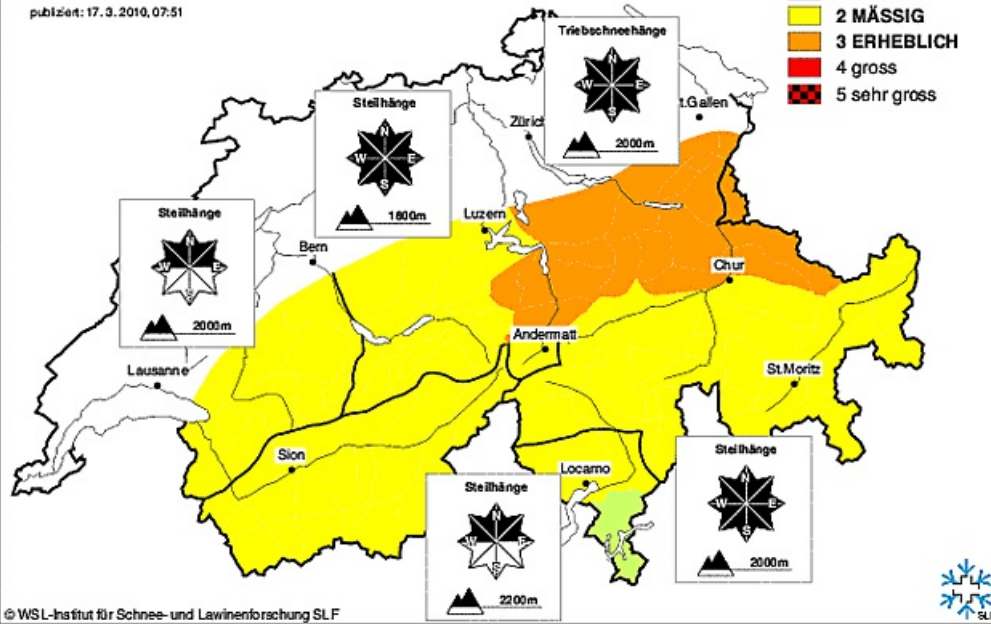 publiziert: 17. 3. 2010, 07:51
2 MÄSSIG
3 ERHEBLICH
4 gross
5 sehr gross
Triebschneehänge
N
W E
S
2000m
t.Gallen
Züric
Steilhänge
N
W E
S
1800m
Luzern
Steilhänge
N
W E
S
2000m
Bern
Chur
Andermatt
Lausanne
St.Moritz
Sion
Locarno
Steilhänge
N
W E
S
2200m
Steilhänge
N
W E
S
2000m
© WSL-Institut für Schnee- und Lawinenforschung SLF
SLF